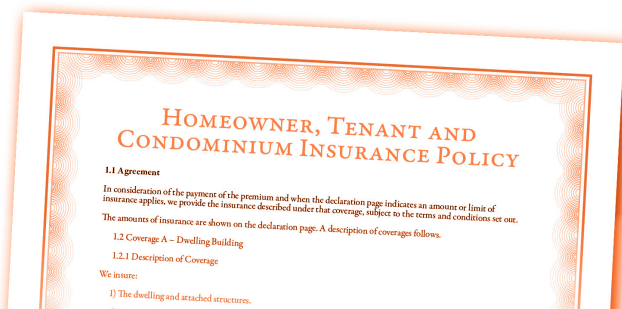 HOMEOWNER, TENANT AND
CONDOMINIUM INSURANCE POLICY
1.1 Agreement
In consideration of the payment of the premium and when the declaration page indicates an amount or limit of
insurance applies, we provide the insurance described under that coverage, subject to the terms and conditions set out.
The amounts of insurance are shown on the declaration page. A description of coverages follows.
1.2 Coverage A – Dwelling Building
1.2.1 Description of Coverage
We insure:
1) The dwelling and attached structures.